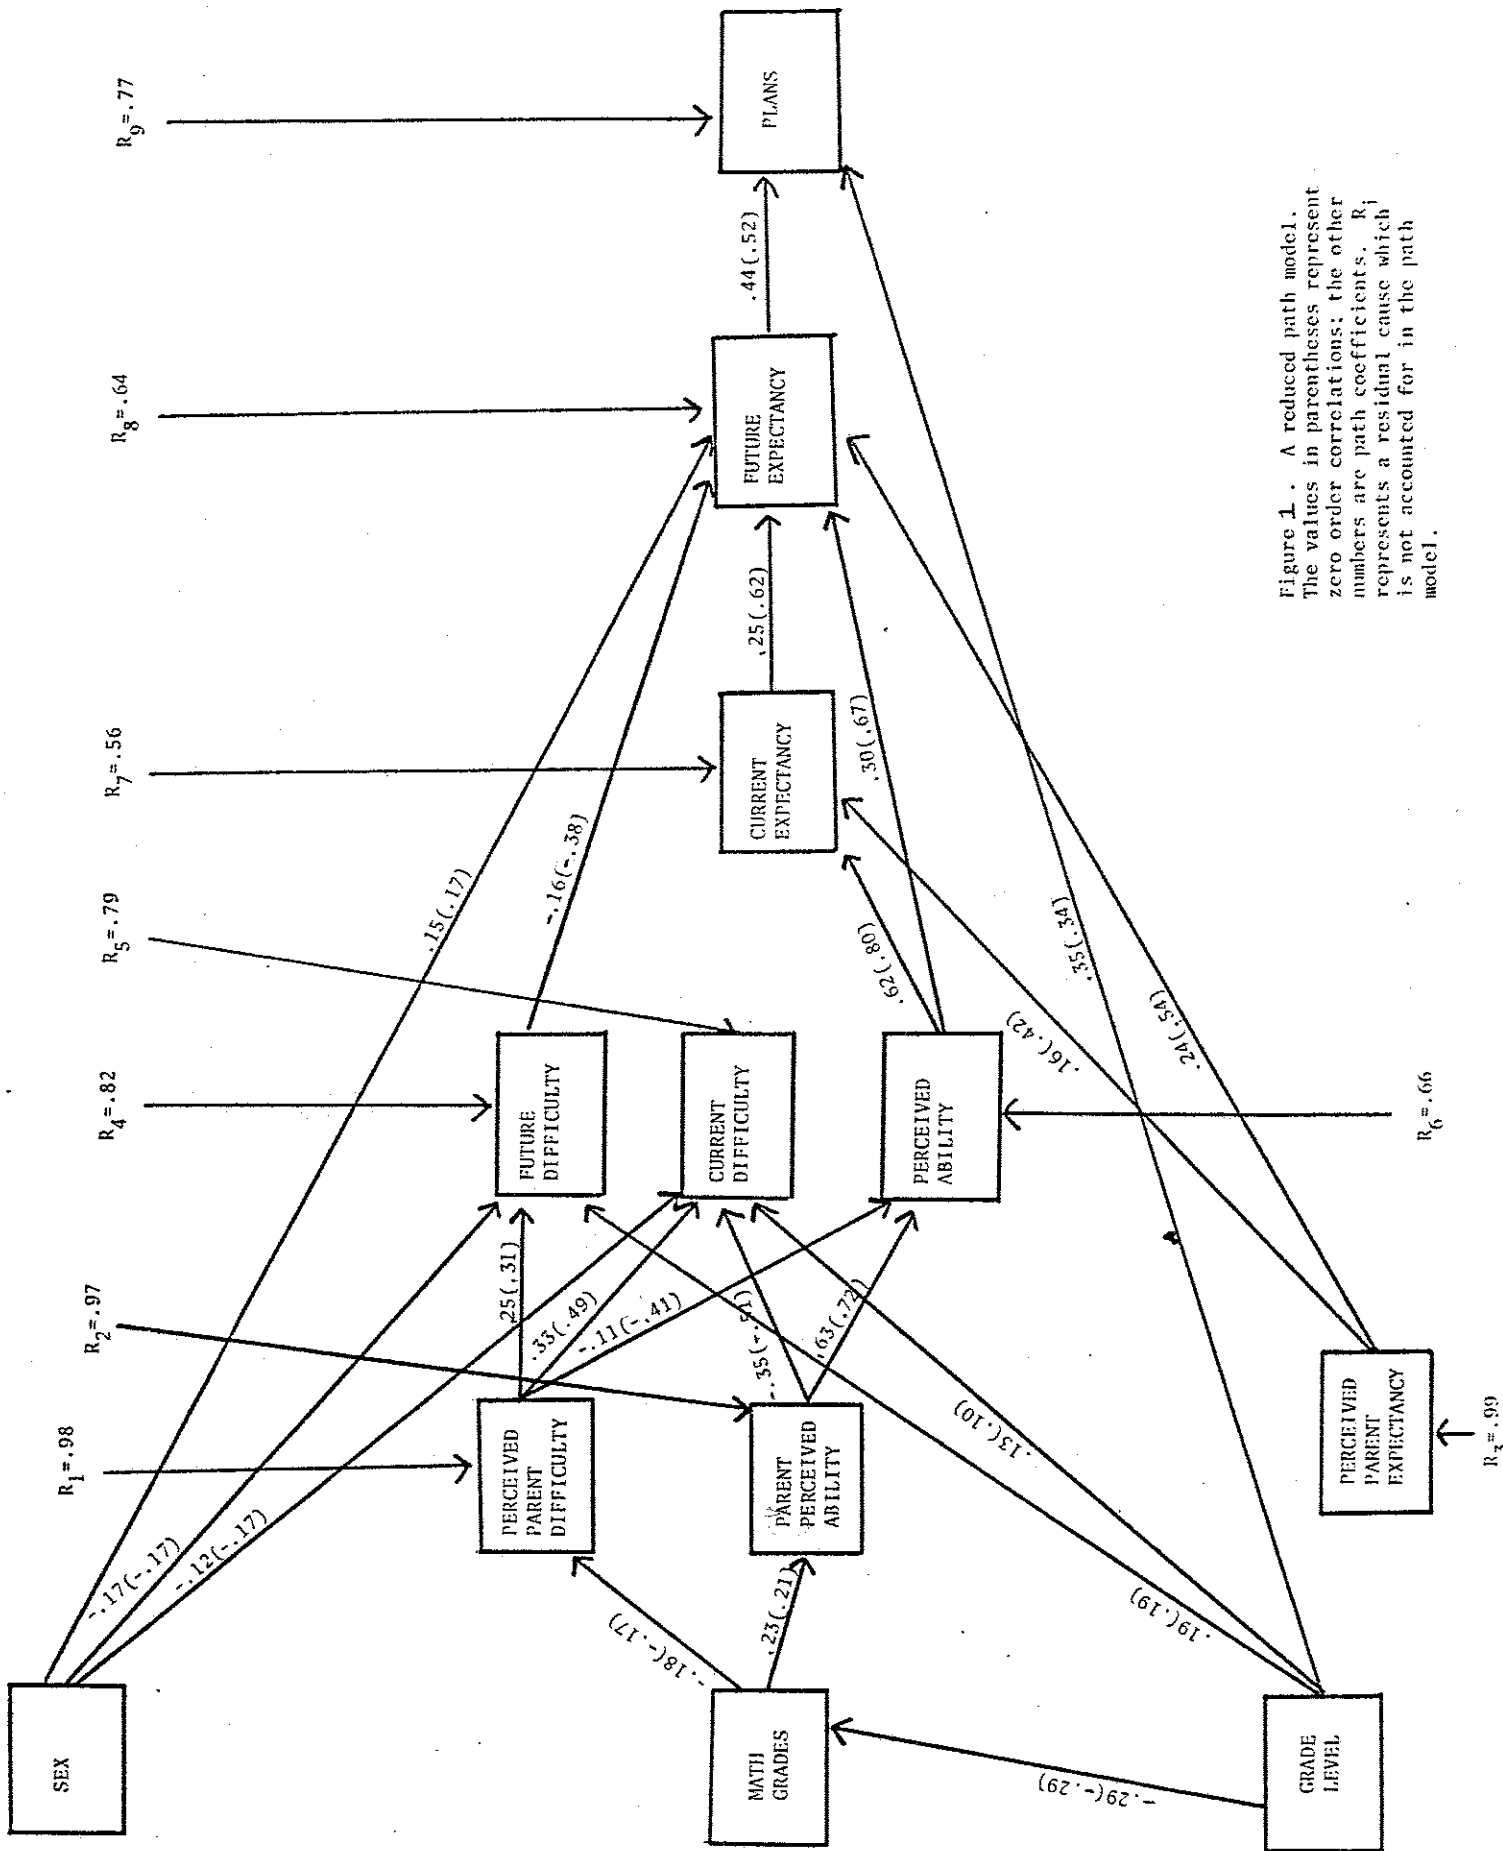 R1=.98
R2=.97
R4=.82
R5=.79
R7=.56
R8=.64
R9=.77
SEX
-.17(-.17)
-.12(-.17)
.15(.17)
PERCEIVED
PARENT
DIFFICULTY
.25(.31)
.33(.49)
-.11(-.41)
FUTURE
DIFFICULTY
-.16(-.38)
CURRENT
DIFFICULTY
MATH
GRADES
-.18(-.17)
.23(.21)
PARENT
PERCEIVED
ABILITY
-.35(-.51)
.63(.72)
PERCEIVED
ABILITY
.62(.80)
.30(.67)
CURRENT
EXPECTANCY
.25(.62)
FUTURE
EXPECTANCY
.44(.52)
PLANS
-.29(-.29)
GRADE
LEVEL
.19(.19)
.13(.10)
.35(.34)
PERCEIVED
PARENT
EXPECTANCY
.16(.42)
.24(.54)
R3=.99
R6=.66
Figure 1. A reduced path model.
The values in parentheses represent
zero order correlations; the other
numbers are path coefficients. Ri
represents a residual cause which
is not accounted for in the path
model.